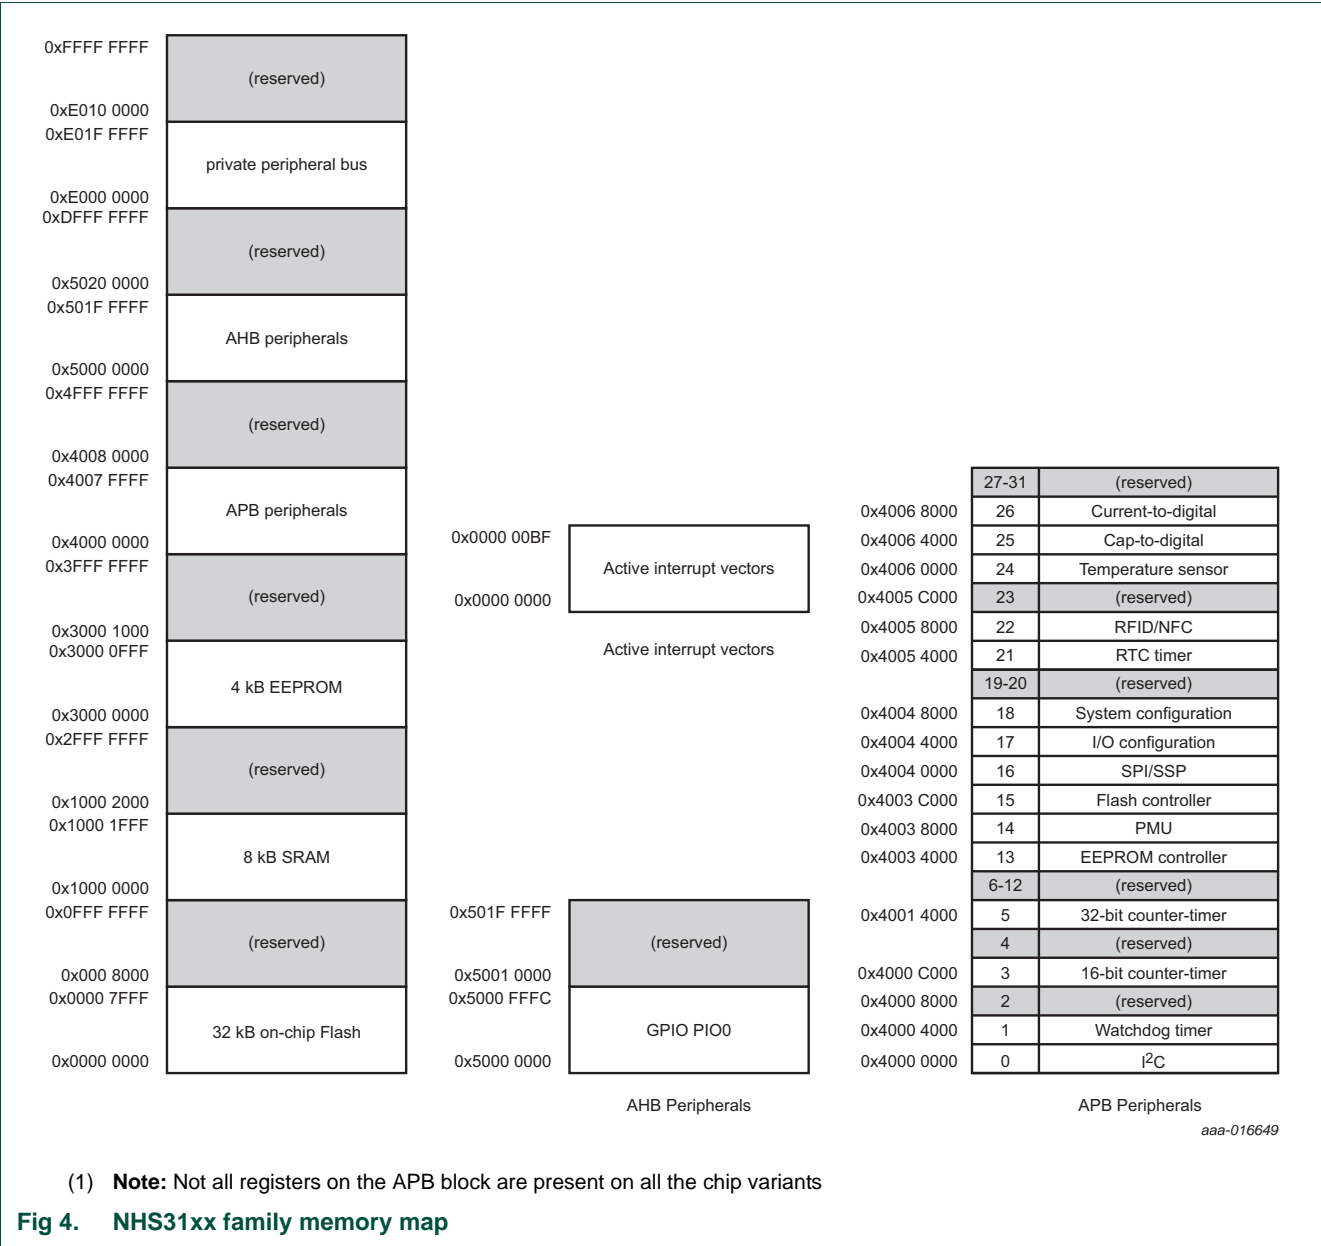 0xFFFF FFFF
(reserved)
0xE010 0000
0xE01F FFFF
private peripheral bus
0xE000 0000
0xDFFF FFFF
(reserved)
0x5020 0000
0x501F FFFF
AHB peripherals
0x5000 0000
0x4FFF FFFF
(reserved)
0x4008 0000
0x4007 FFFF
APB peripherals
0x4000 0000
0x3FFF FFFF
(reserved)
0x3000 1000
0x3000 0FFF
4 kB EEPROM
0x3000 0000
0x2FFF FFFF
(reserved)
0x1000 2000
0x1000 1FFF
8 kB SRAM
0x1000 0000
0x0FFF FFFF
(reserved)
0x000 8000
0x0000 7FFF
32 kB on-chip Flash
0x0000 0000
0x0000 00BF
Active interrupt vectors
0x0000 0000
Active interrupt vectors
0x501F FFFF
(reserved)
0x5001 0000
0x5000 FFFC
GPIO PIO0
0x5000 0000
AHB Peripherals
27-31 (reserved)
0x4006 8000 26 Current-to-digital
0x4006 4000 25 Cap-to-digital
0x4006 0000 24 Temperature sensor
0x4005 C000 23 (reserved)
0x4005 8000 22 RFID/NFC
0x4005 4000 21 RTC timer
19-20 (reserved)
0x4004 8000 18 System configuration
0x4004 4000 17 I/O configuration
0x4004 0000 16 SPI/SSP
0x4003 C000 15 Flash controller
0x4003 8000 14 PMU
0x4003 4000 13 EEPROM controller
6-12 (reserved)
0x4001 4000 5 32-bit counter-timer
4 (reserved)
0x4000 C000 3 16-bit counter-timer
0x4000 8000 2 (reserved)
0x4000 4000 1 Watchdog timer
0x4000 0000 0 I2C
APB Peripherals
aaa-016649
(1) Note: Not all registers on the APB block are present on all the chip variants
Fig 4. NHS31xx family memory map